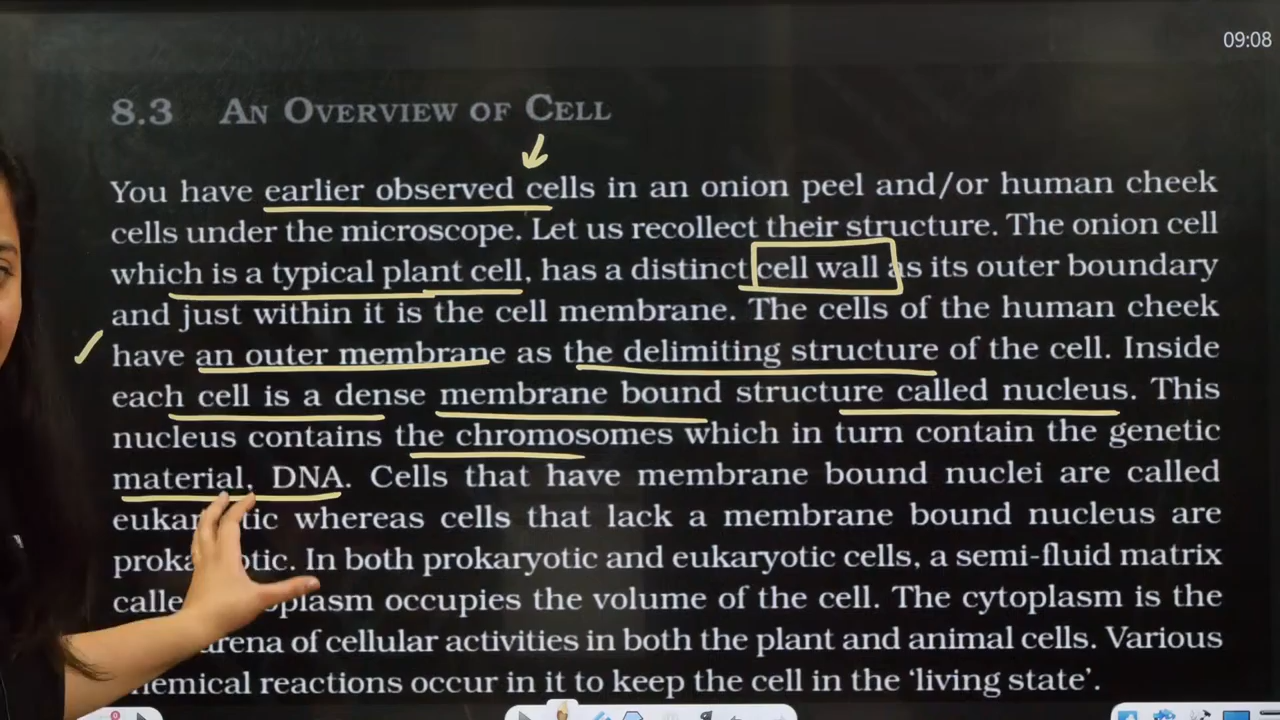 09:08
8.3 AN OVERVIEW OF CELL
You have earlier observed cells in an onion peel and/or human cheek
cells under the microscope. Let us recollect their structure. The onion cell
which is a typical plant cell, has a distinct cell wall as its outer boundary
and just within it is the cell membrane. The cells of the human cheek
have an outer membrane as the delimiting structure of the cell. Inside
each cell is a dense membrane bound structure called nucleus. This
nucleus contains the chromosomes which in turn contain the genetic
material, DNA. Cells that have membrane bound nuclei are called
whereas cells that lack a membrane bound nucleus are
In both prokaryotic and eukaryotic cells, a semi-fluid matrix
occupies the volume of the cell. The cytoplasm is the
arena of cellular activities in both the plant and animal cells. Various
reactions occur in it to keep the cell in the 'living state'.